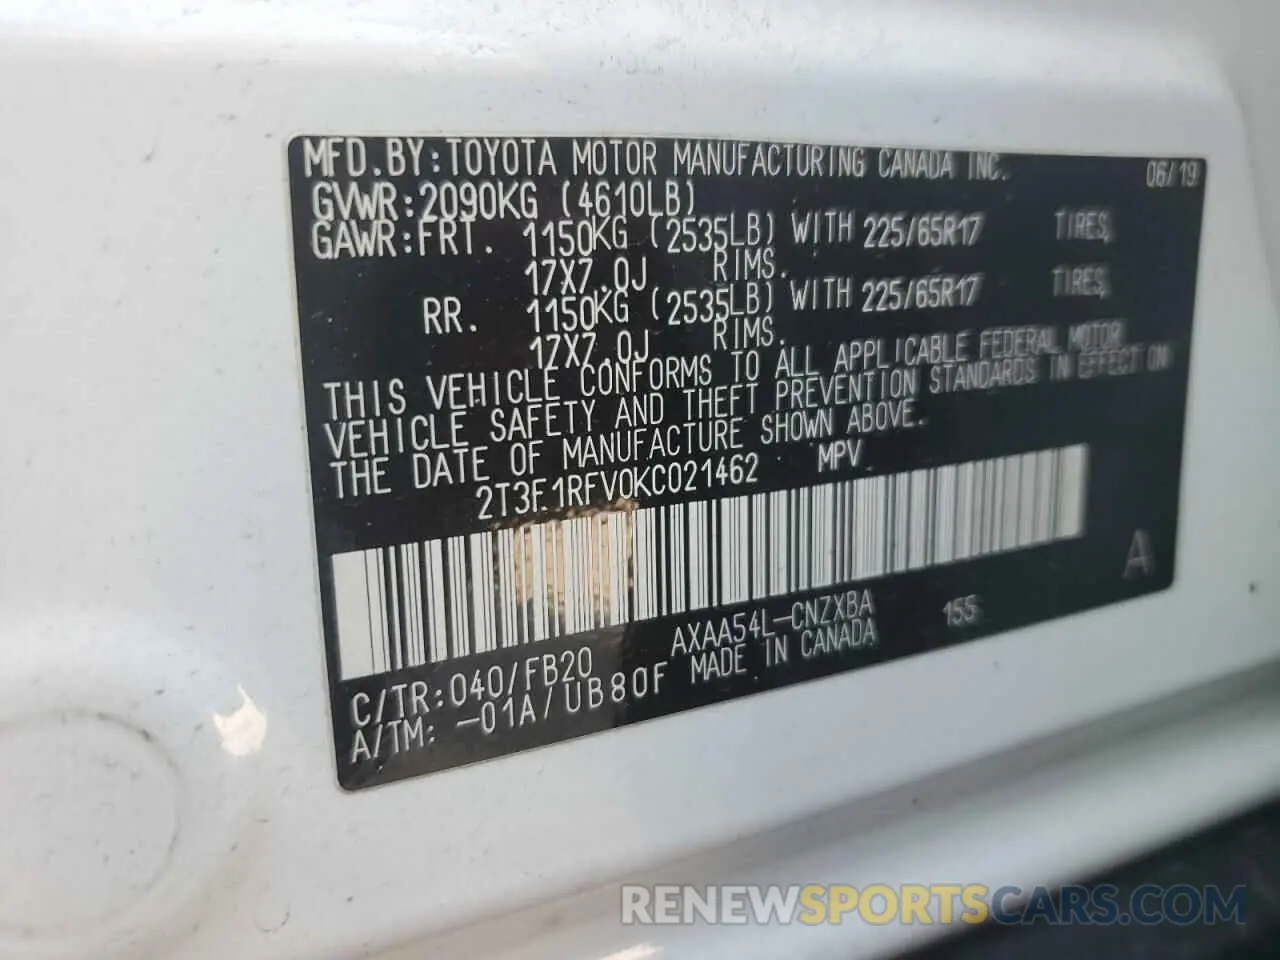 MFD.BY:TOYOTA MOTOR MANUFACTURING CANADA INC. 06/19
GVWR:2090KG (4610LB)
GAWR:FRT. 1150KG (2535LB) WITH 225/65R17 TIRES,
17X7.0J RIMS.
RR. 1150KG (2535LB) WITH 225/65R17 TIRES,
17X7.0J RIMS.
THIS VEHICLE CONFORMS TO ALL APPLICABLE FEDERAL MOTOR
VEHICLE SAFETY AND THEFT PREVENTION STANDARDS IN EFFECT ON
THE DATE OF MANUFACTURE SHOWN ABOVE.
2T3F1RFV0KC021462 MPV
A
C/TR:040/FB20 AXAA54L-CNZXBA 155
A/TM: -01A/UB80F MADE IN CANADA
RENEWSPORTSCARS.COM